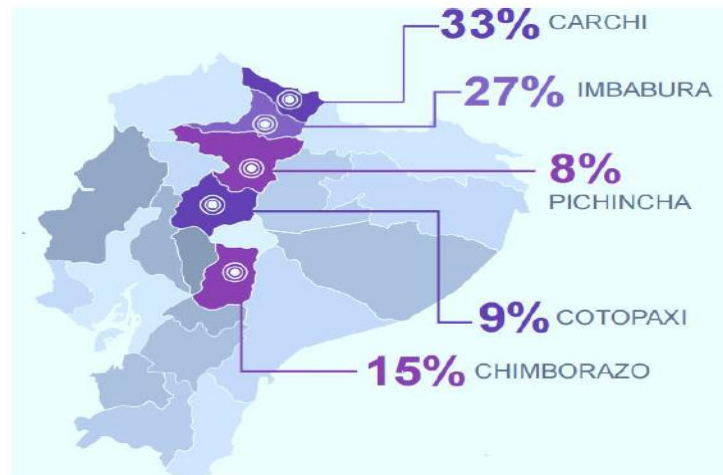 33% CARCHI
27% IMBABURA
8%
PICHINCHA
9% COTOPAXI
15% CHIMBORAZO